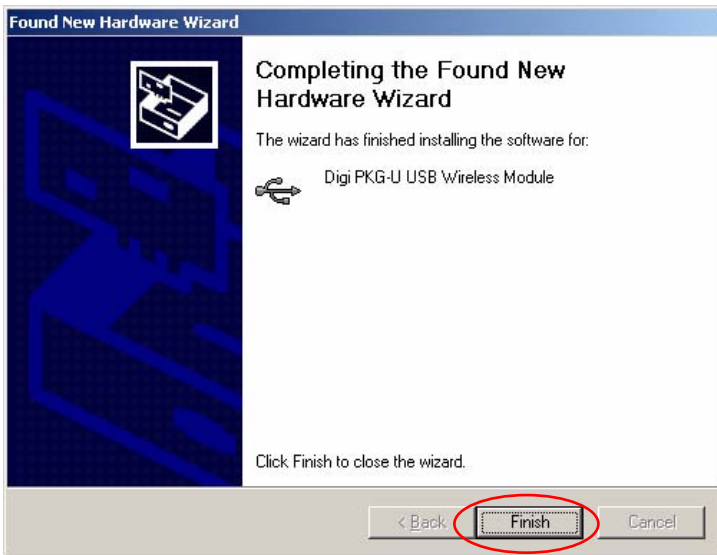 Found New Hardware Wizard
Completing the Found New
Hardware Wizard
The wizard has finished installing the software for:
Digi PKG-U USB Wireless Module
Click Finish to close the wizard.
< Back
Finish
Cancel